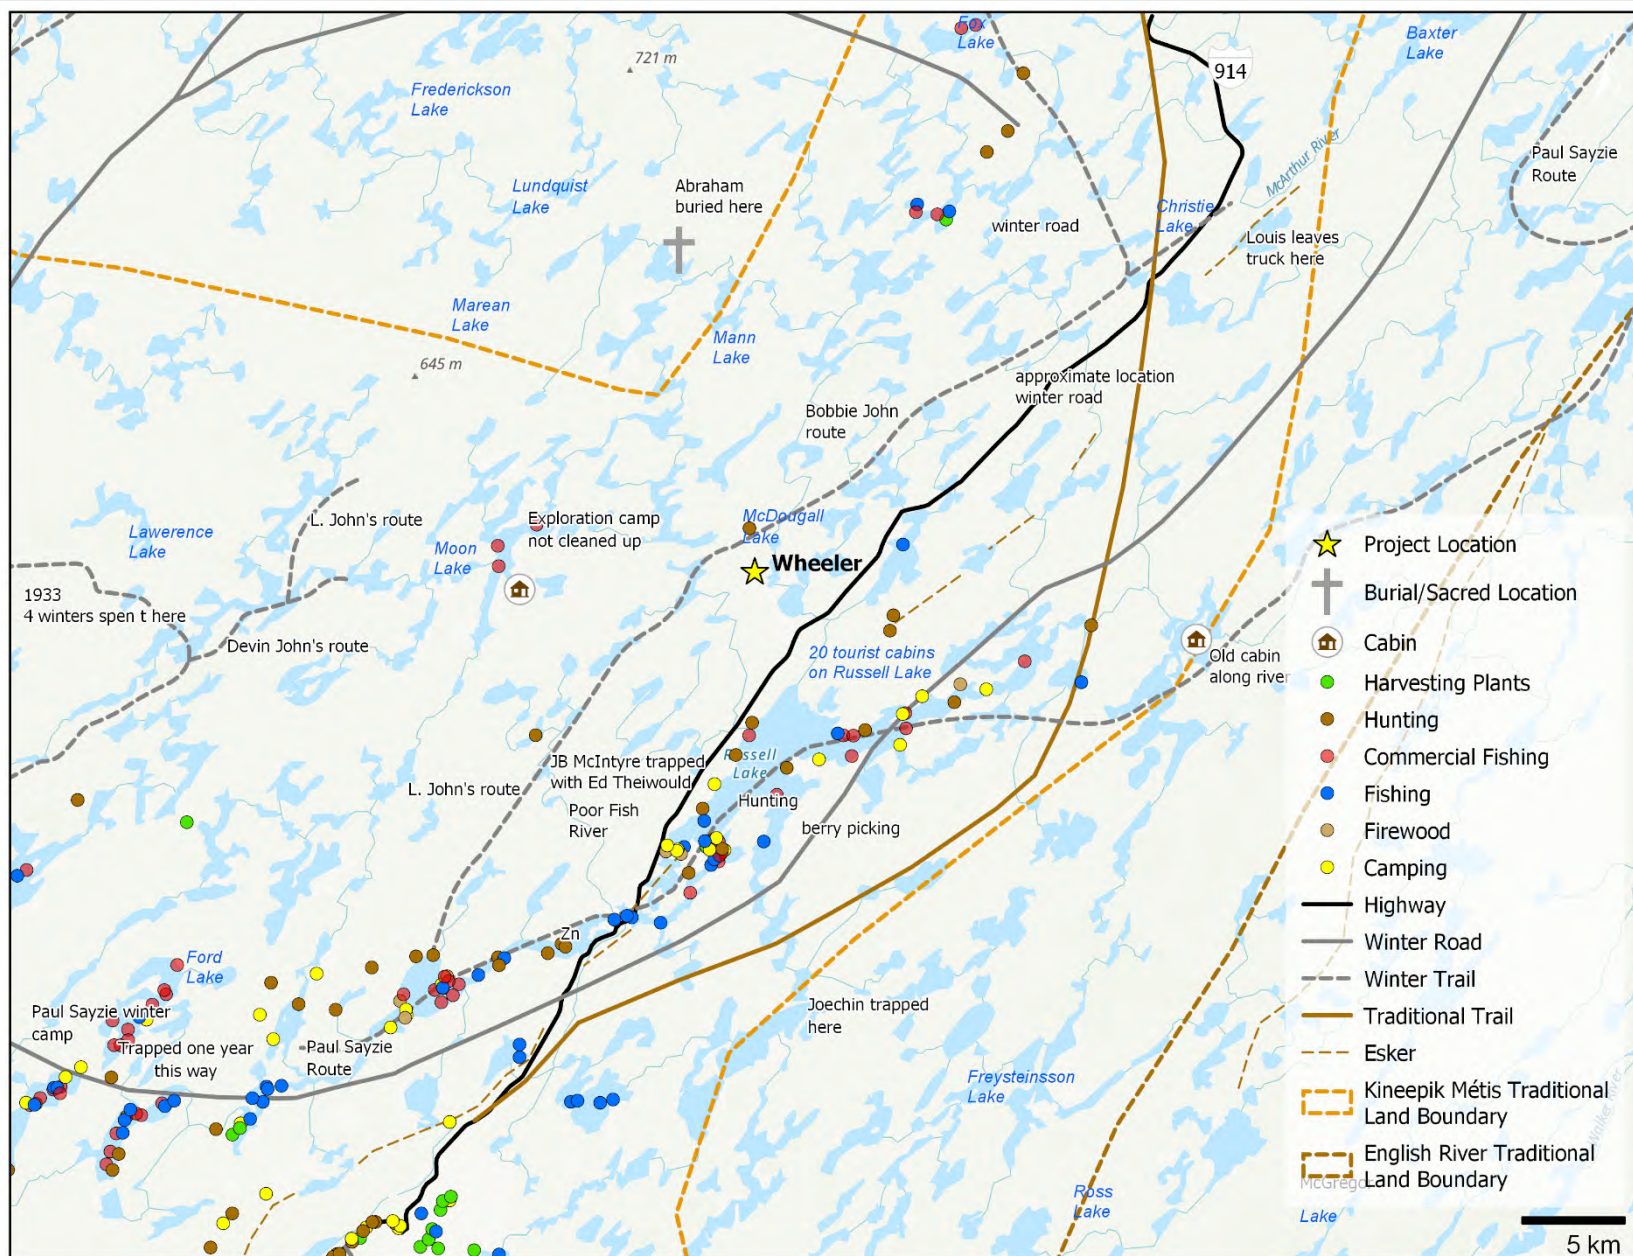 Fox
Lake
Baxter
Lake
721 m
914
Frederickson
Lake
McArthur River
Paul Sayzie
Route
Lundquist
Lake
Abraham
buried here
Christie
Lake
winter road
Louis leaves
truck here
Marean
Lake
Mann
Lake
645 m
approximate location
winter road
Bobbie John
route
L. John's route
Exploration camp
not cleaned up
McDougall
Lake
Lawerence
Lake
Moon
Lake
Wheeler
1933
4 winters spen t here
Devin John's route
20 tourist cabins
on Russell Lake
Old cabin
along river
JB McIntyre trapped
with Ed Theiwould
Russell
Lake
L. John's route
Poor Fish
River
Hunting
berry picking
Zn
Ford
Lake
Paul Sayzie winter
camp
Joechin trapped
here
Trapped one year
this way
Paul Sayzie
Route
Freysteinsson
Lake
Ross
Lake
Project Location
Burial/Sacred Location
Cabin
Harvesting Plants
Hunting
Commercial Fishing
Fishing
Firewood
Camping
Highway
Winter Road
Winter Trail
Traditional Trail
Esker
Kineepik Métis Traditional
Land Boundary
English River Traditional
Land Boundary
Walker River
McGregor
Lake
5 km